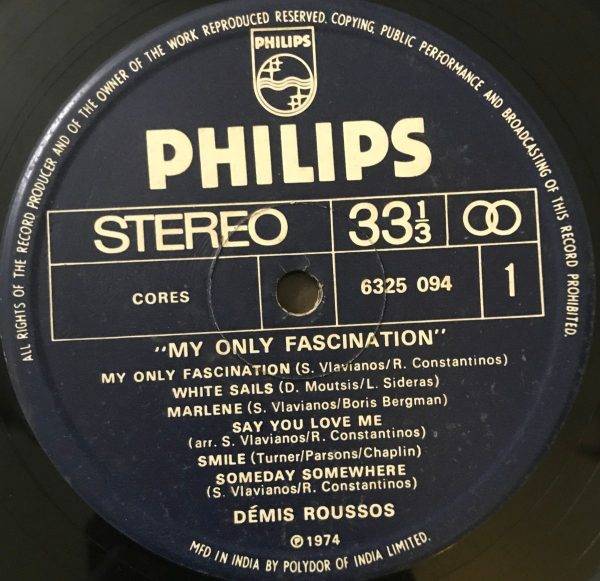 ALL RIGHTS OF THE RECORD PRODUCER AND OF THE OWNER OF THE WORK REPRODUCED RESERVED. COPYING, PUBLIC PERFORMANCE AND BROADCASTING OF THIS RECORD PROHIBITED.
PHILIPS
PHILIPS
STEREO 33⅓
CORES 6325 094 1
"MY ONLY FASCINATION"
MY ONLY FASCINATION (S. Vlavianos/R. Constantinos)
WHITE SAILS (D. Moutsis/L. Sideras)
MARLENE (S. Vlavianos/Boris Bergman)
SAY YOU LOVE ME
(arr. S. Vlavianos/R. Constantinos)
SMILE (Turner/Parsons/Chaplin)
SOMEDAY SOMEWHERE
(S. Vlavianos/R. Constantinos)
DÉMIS ROUSSOS
℗1974
MFD IN INDIA BY POLYDOR OF INDIA LIMITED.